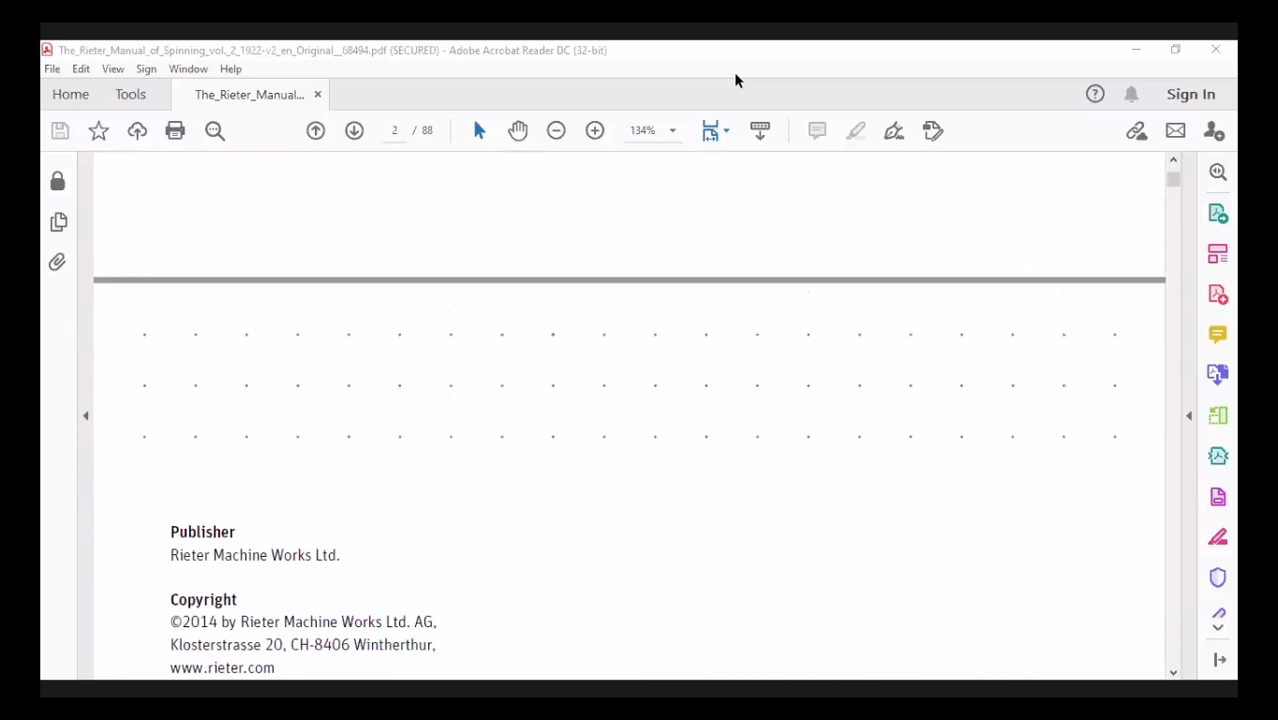 The_Rieter_Manual_of_Spinning_vol._2_1922-v2_en_Original__68494.pdf (SECURED) - Adobe Acrobat Reader DC (32-bit)
File Edit View Sign Window Help
Home Tools The_Rieter_Manual... × Sign In
2 / 88 134%
Publisher
Rieter Machine Works Ltd.
Copyright
©2014 by Rieter Machine Works Ltd. AG,
Klosterstrasse 20, CH-8406 Wintherthur,
www.rieter.com